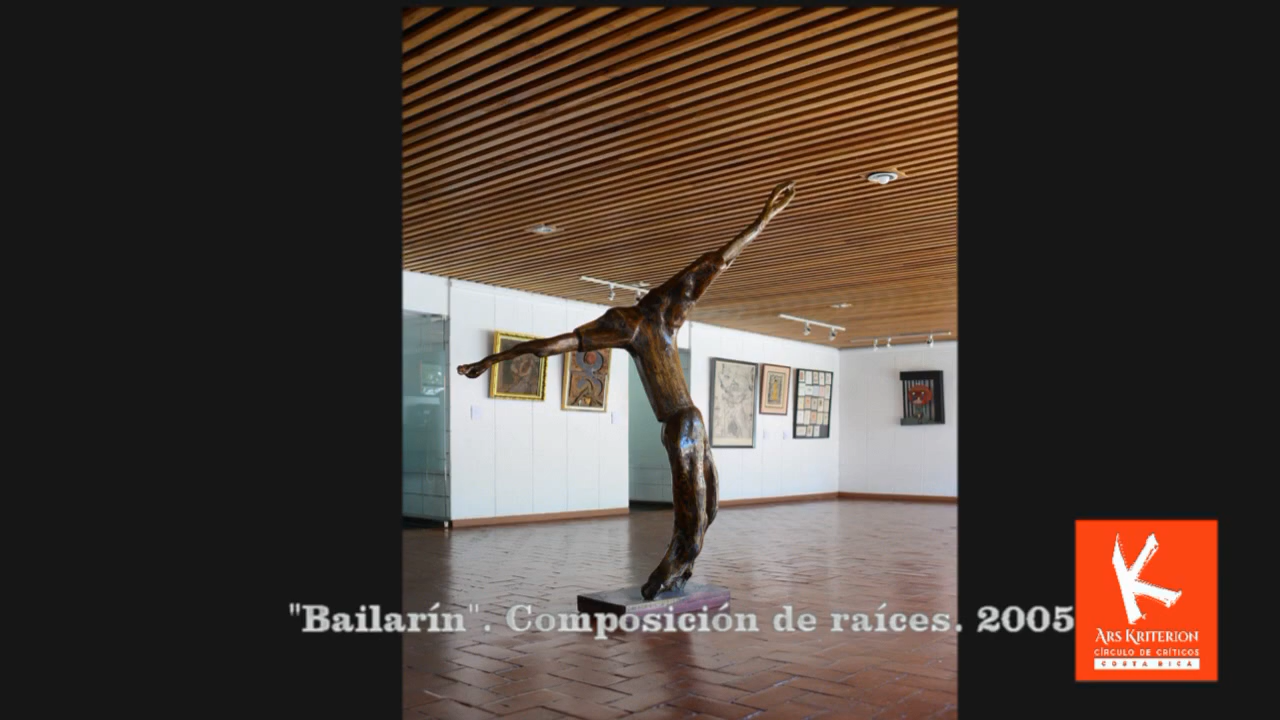 "Bailarín". Composición de raíces. 2005
K
ARS KRITERION
CÍRCULO DE CRÍTICOS
COSTA RICA